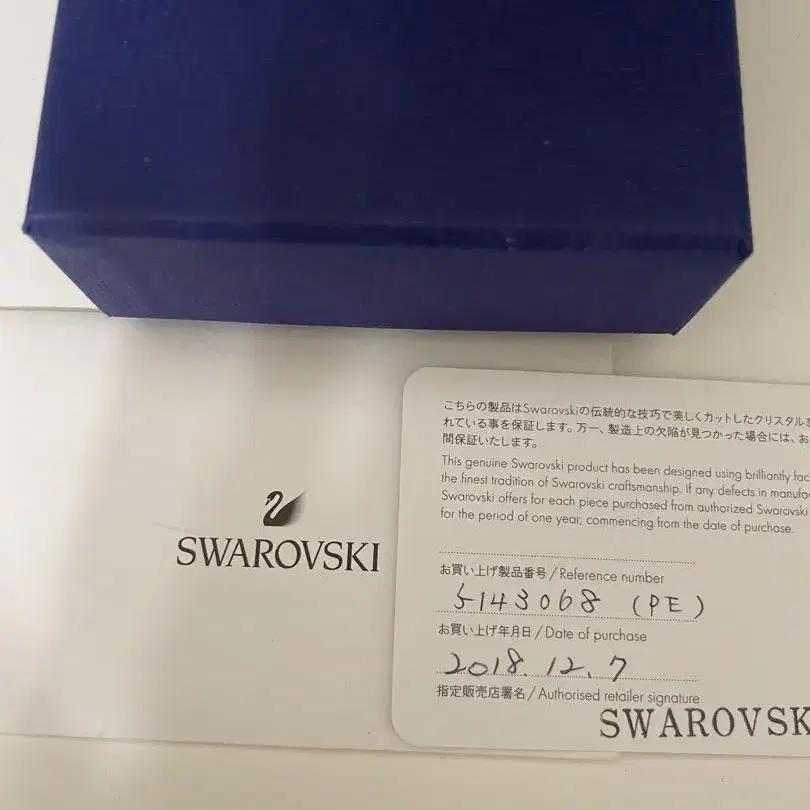 SWAROVSKI
こちらの製品はSwarovskiの伝統的な技巧で美しくカットしたクリスタル
れている事を保証します。万一、製造上の欠陥が見つかった場合には、お
間保証いたします。
This genuine Swarovski product has been designed using brilliantly fac
the finest tradition of Swarovski craftsmanship. If any defects in manufa
Swarovski offers for each piece purchased from authorized Swarovski
for the period of one year, commencing from the date of purchase.
お買い上げ製品番号/Reference number
5143068 (PE)
お買い上げ年月日/Date of purchase
2018.12.7
指定販売店署名/Authorised retailer signature
SWAROVSK